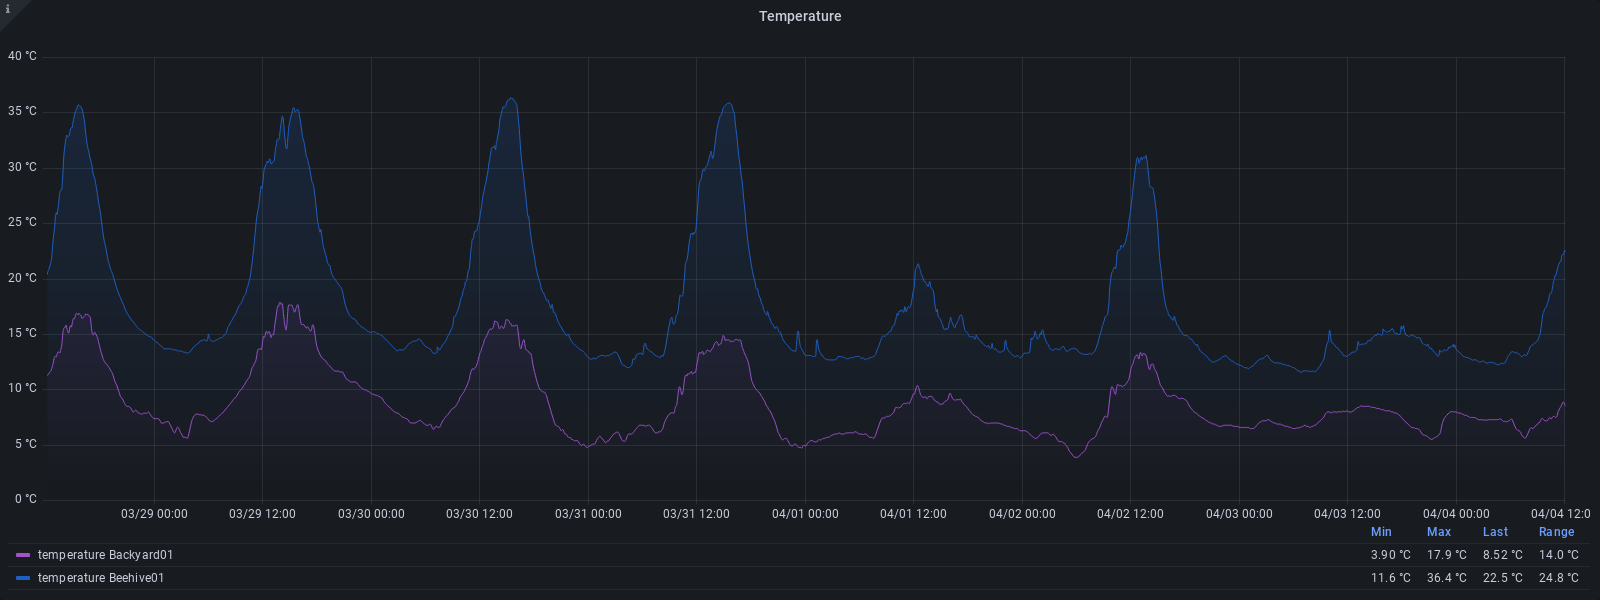 i
Temperature
40 °C
35 °C
30 °C
25 °C
20 °C
15 °C
10 °C
5 °C
0 °C
03/29 00:00 03/29 12:00 03/30 00:00 03/30 12:00 03/31 00:00 03/31 12:00 04/01 00:00 04/01 12:00 04/02 00:00 04/02 12:00 04/03 00:00 04/03 12:00 04/04 00:00 04/04 12:0
Min Max Last Range
temperature Backyard01 3.90 °C 17.9 °C 8.52 °C 14.0 °C
temperature Beehive01 11.6 °C 36.4 °C 22.5 °C 24.8 °C